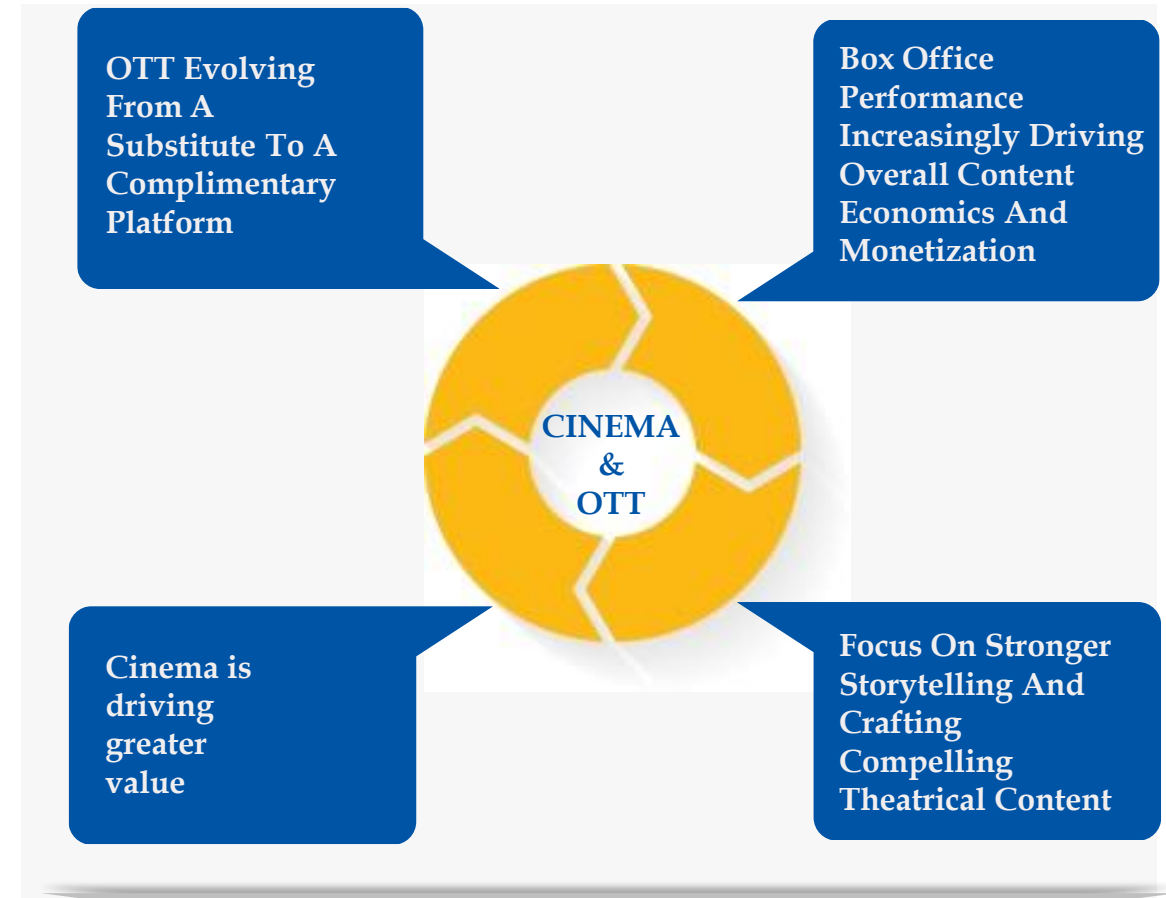 OTT Evolving
From A
Substitute To A
Complimentary
Platform
Box Office
Performance
Increasingly Driving
Overall Content
Economics And
Monetization
CINEMA
&
OTT
Cinema is
driving
greater
value
Focus On Stronger
Storytelling And
Crafting
Compelling
Theatrical Content